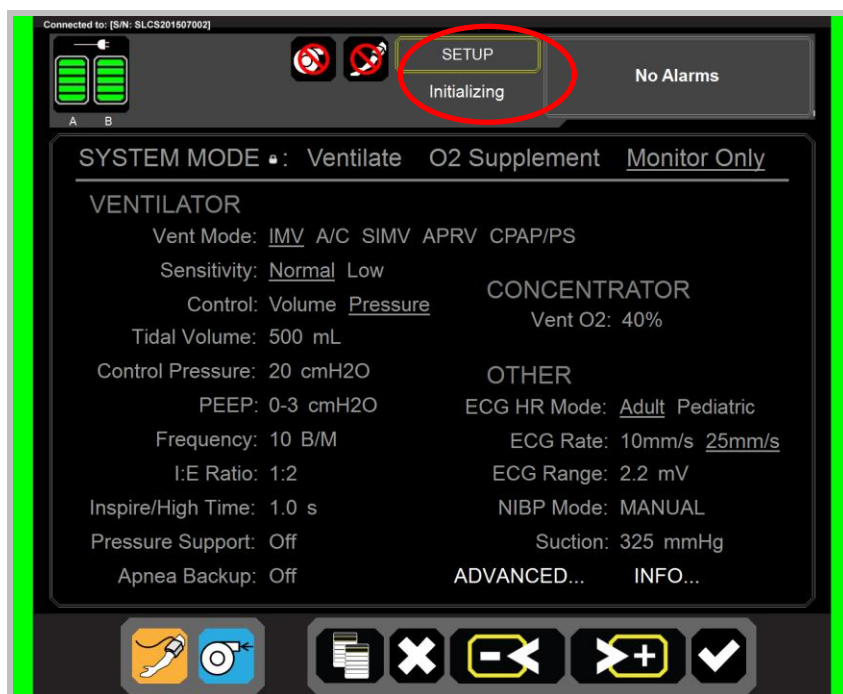 Connected to: [S/N: SLCS201507002]
SETUP
Initializing
No Alarms
A B
SYSTEM MODE : Ventilate O2 Supplement Monitor Only
VENTILATOR
Vent Mode: IMV A/C SIMV APRV CPAP/PS
Sensitivity: Normal Low
Control: Volume Pressure
Tidal Volume: 500 mL
Control Pressure: 20 cmH2O
PEEP: 0-3 cmH2O
Frequency: 10 B/M
I:E Ratio: 1:2
Inspire/High Time: 1.0 s
Pressure Support: Off
Apnea Backup: Off
CONCENTRATOR
Vent O2: 40%
OTHER
ECG HR Mode: Adult Pediatric
ECG Rate: 10mm/s 25mm/s
ECG Range: 2.2 mV
NIBP Mode: MANUAL
Suction: 325 mmHg
ADVANCED... INFO...